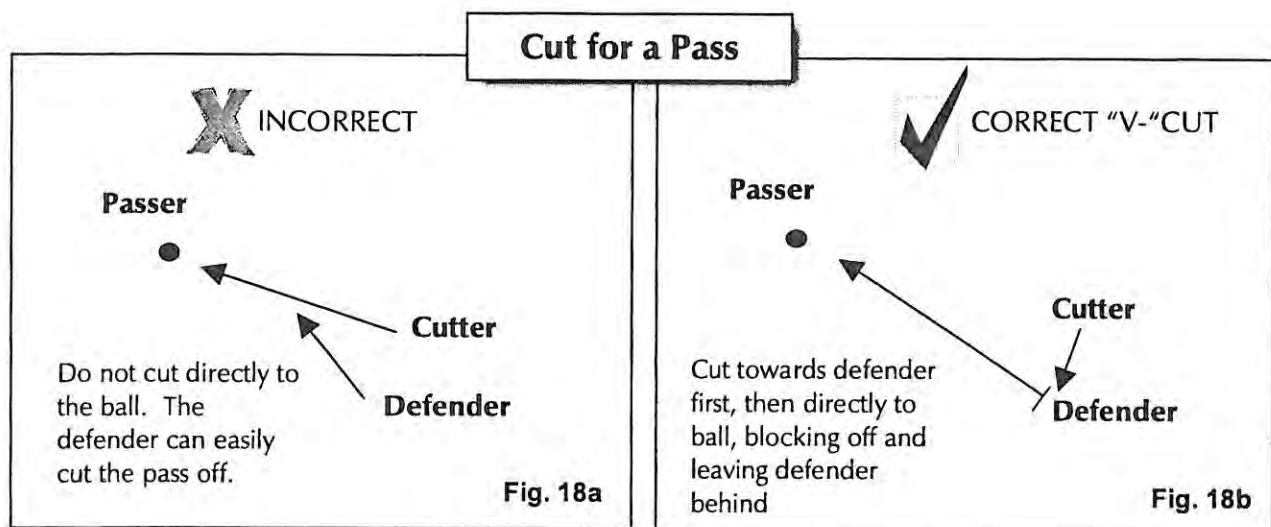 Cut for a Pass
INCORRECT
Passer
Cutter
Defender
Do not cut directly to
the ball. The
defender can easily
cut the pass off.
Fig. 18a
CORRECT "V-"CUT
Passer
Cutter
Defender
Cut towards defender
first, then directly to
ball, blocking off and
leaving defender
behind
Fig. 18b